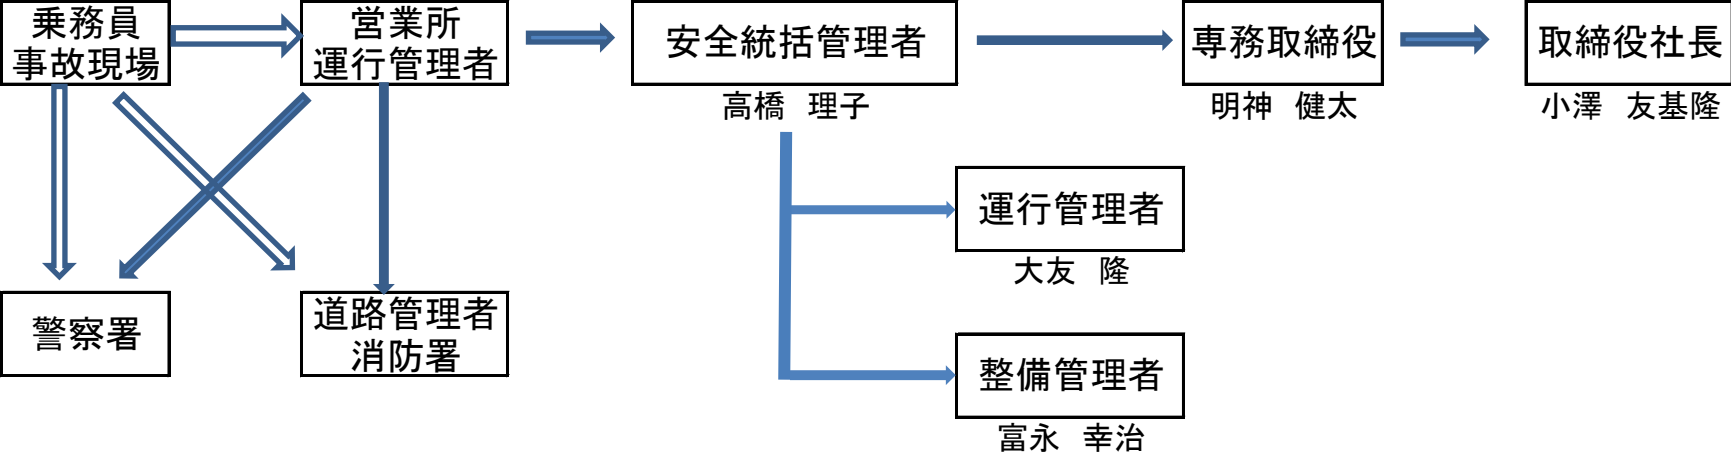 乗務員
事故現場
営業所
運行管理者
安全統括管理者
高橋　理子
専務取締役
明神　健太
取締役社長
小澤　友基隆
運行管理者
大友　隆
警察署
道路管理者
消防署
整備管理者
富永　幸治